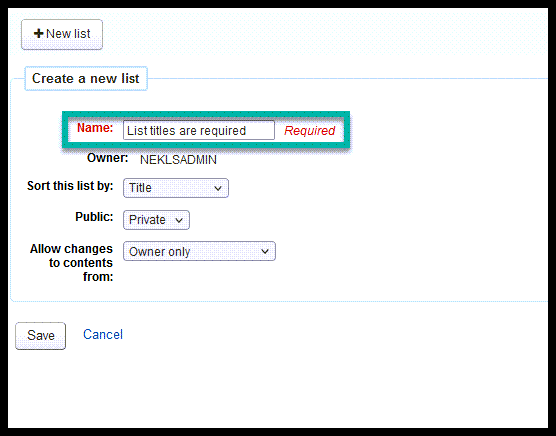 + New list
Create a new list
Name: List titles are required Required
Owner: NEKLSADMIN
Sort this list by: Title
Public: Private
Allow changes
to contents
from: Owner only
Save Cancel